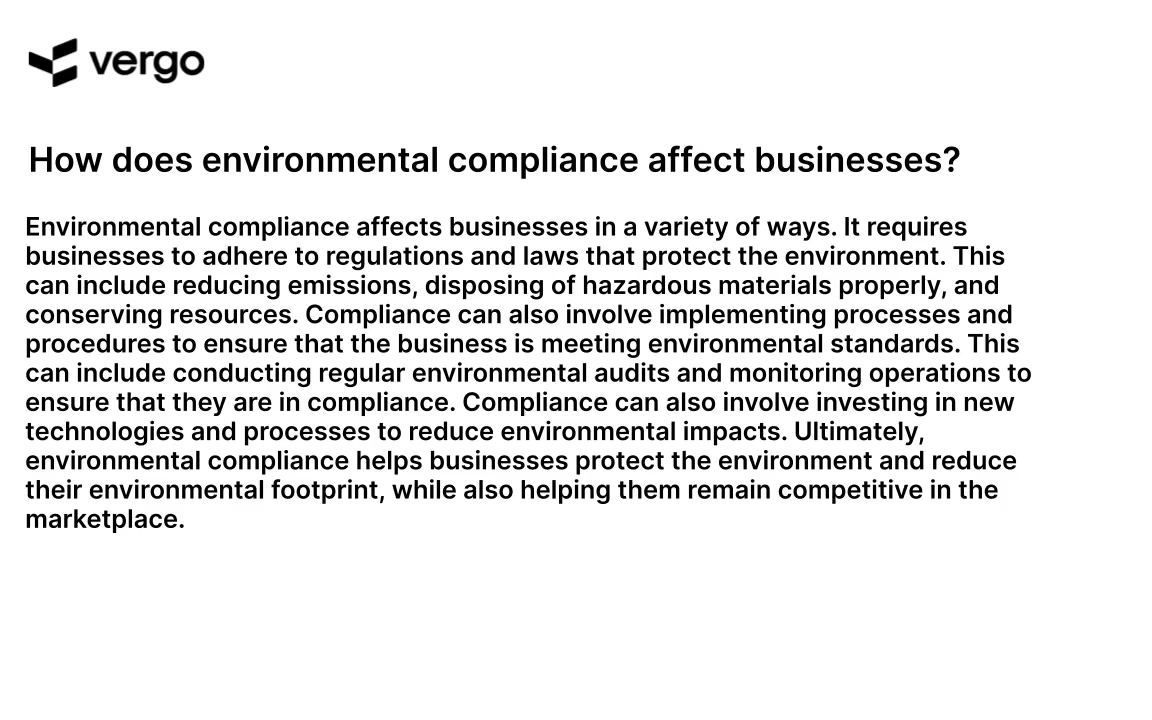 vergo
How does environmental compliance affect businesses?
Environmental compliance affects businesses in a variety of ways. It requires
businesses to adhere to regulations and laws that protect the environment. This
can include reducing emissions, disposing of hazardous materials properly, and
conserving resources. Compliance can also involve implementing processes and
procedures to ensure that the business is meeting environmental standards. This
can include conducting regular environmental audits and monitoring operations to
ensure that they are in compliance. Compliance can also involve investing in new
technologies and processes to reduce environmental impacts. Ultimately,
environmental compliance helps businesses protect the environment and reduce
their environmental footprint, while also helping them remain competitive in the
marketplace.